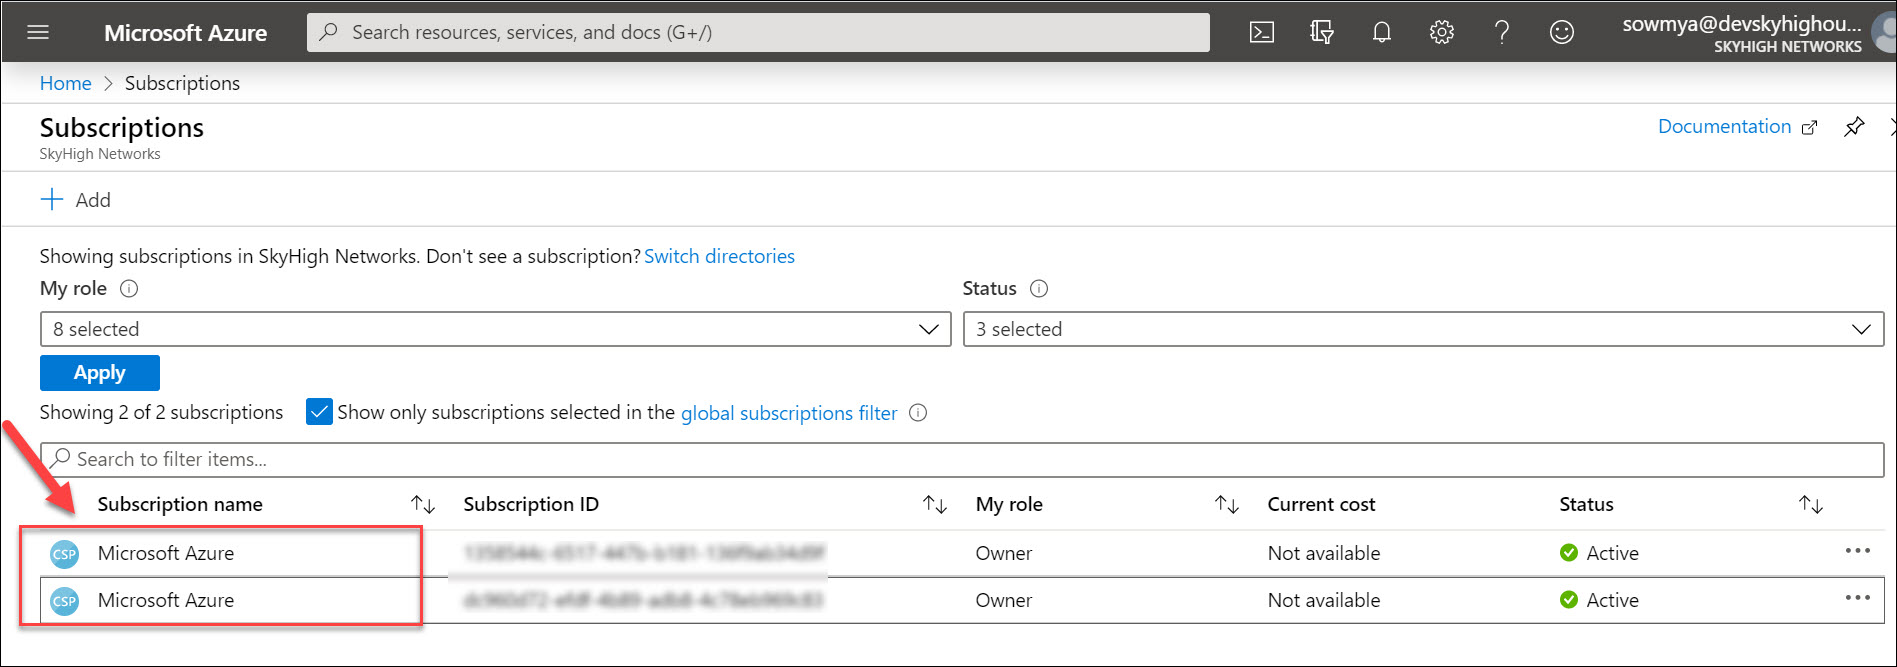 Microsoft Azure
Search resources, services, and docs (G+/)
sowmya@devskyhighou...
SKYHIGH NETWORKS
Home > Subscriptions
Subscriptions
SkyHigh Networks
Documentation
+ Add
Showing subscriptions in SkyHigh Networks. Don't see a subscription? Switch directories
My role
Status
8 selected
3 selected
Apply
Showing 2 of 2 subscriptions Show only subscriptions selected in the global subscriptions filter
Search to filter items...
Subscription name Subscription ID My role Current cost Status
CSP Microsoft Azure Owner Not available Active
CSP Microsoft Azure Owner Not available Active